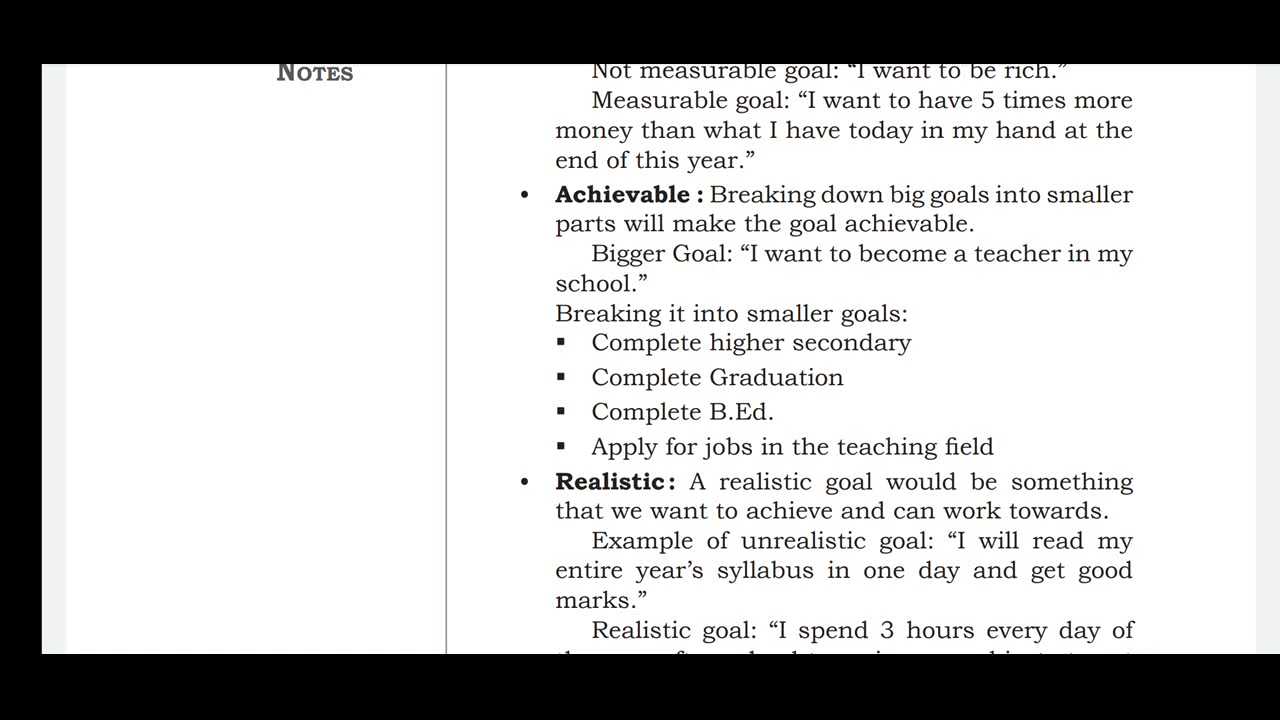 NOTES
Not measurable goal: “I want to be rich.”
Measurable goal: “I want to have 5 times more
money than what I have today in my hand at the
end of this year.”
• Achievable : Breaking down big goals into smaller
parts will make the goal achievable.
Bigger Goal: “I want to become a teacher in my
school.”
Breaking it into smaller goals:
▪ Complete higher secondary
▪ Complete Graduation
▪ Complete B.Ed.
▪ Apply for jobs in the teaching field
• Realistic: A realistic goal would be something
that we want to achieve and can work towards.
Example of unrealistic goal: “I will read my
entire year’s syllabus in one day and get good
marks.”
Realistic goal: “I spend 3 hours every day of